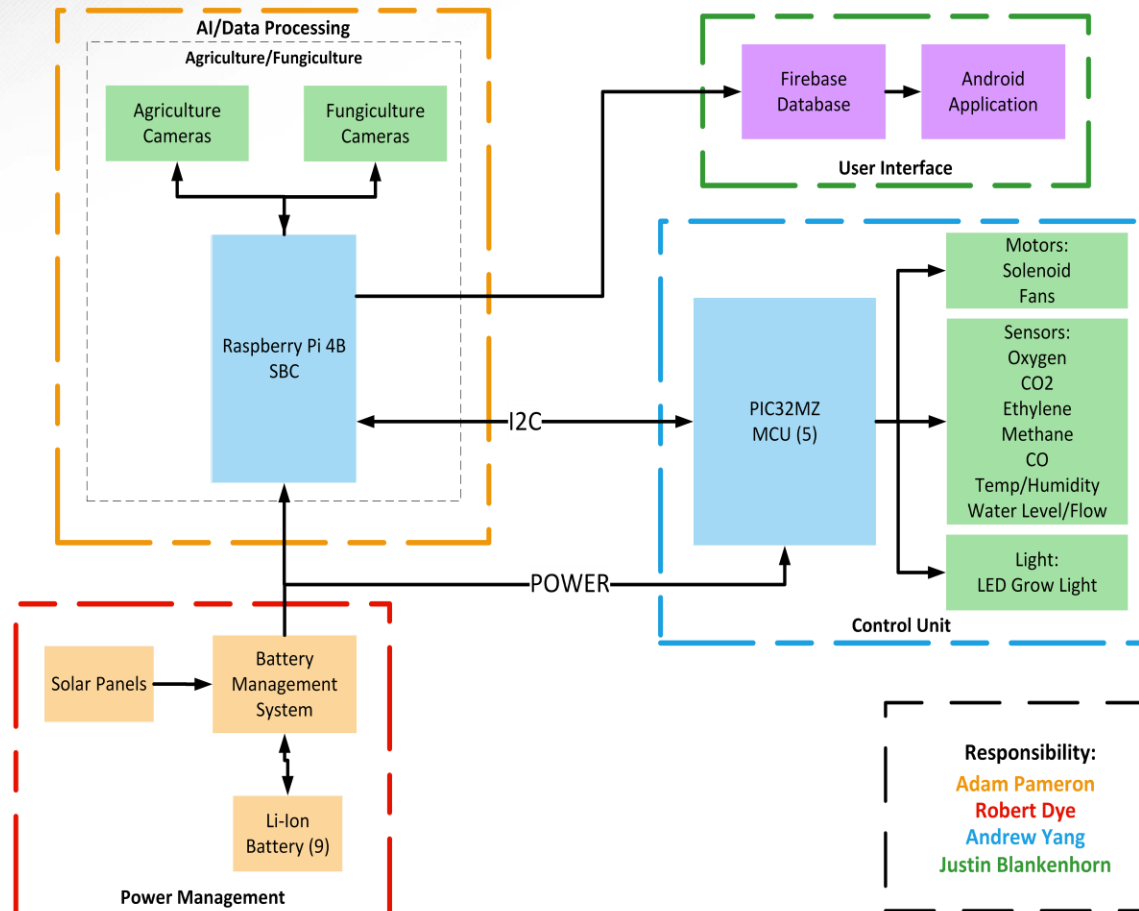 AI/Data Processing
Agriculture/Fungiculture
Agriculture
Cameras
Fungiculture
Cameras
Raspberry Pi 4B
SBC
Firebase
Database
Android
Application
User Interface
I2C
PIC32MZ
MCU (5)
Motors:
Solenoid
Fans
Sensors:
Oxygen
CO2
Ethylene
Methane
CO
Temp/Humidity
Water Level/Flow
Light:
LED Grow Light
Control Unit
POWER
Solar Panels
Battery
Management
System
Li-Ion
Battery (9)
Power Management
Responsibility:
Adam Pameron
Robert Dye
Andrew Yang
Justin Blankenhorn